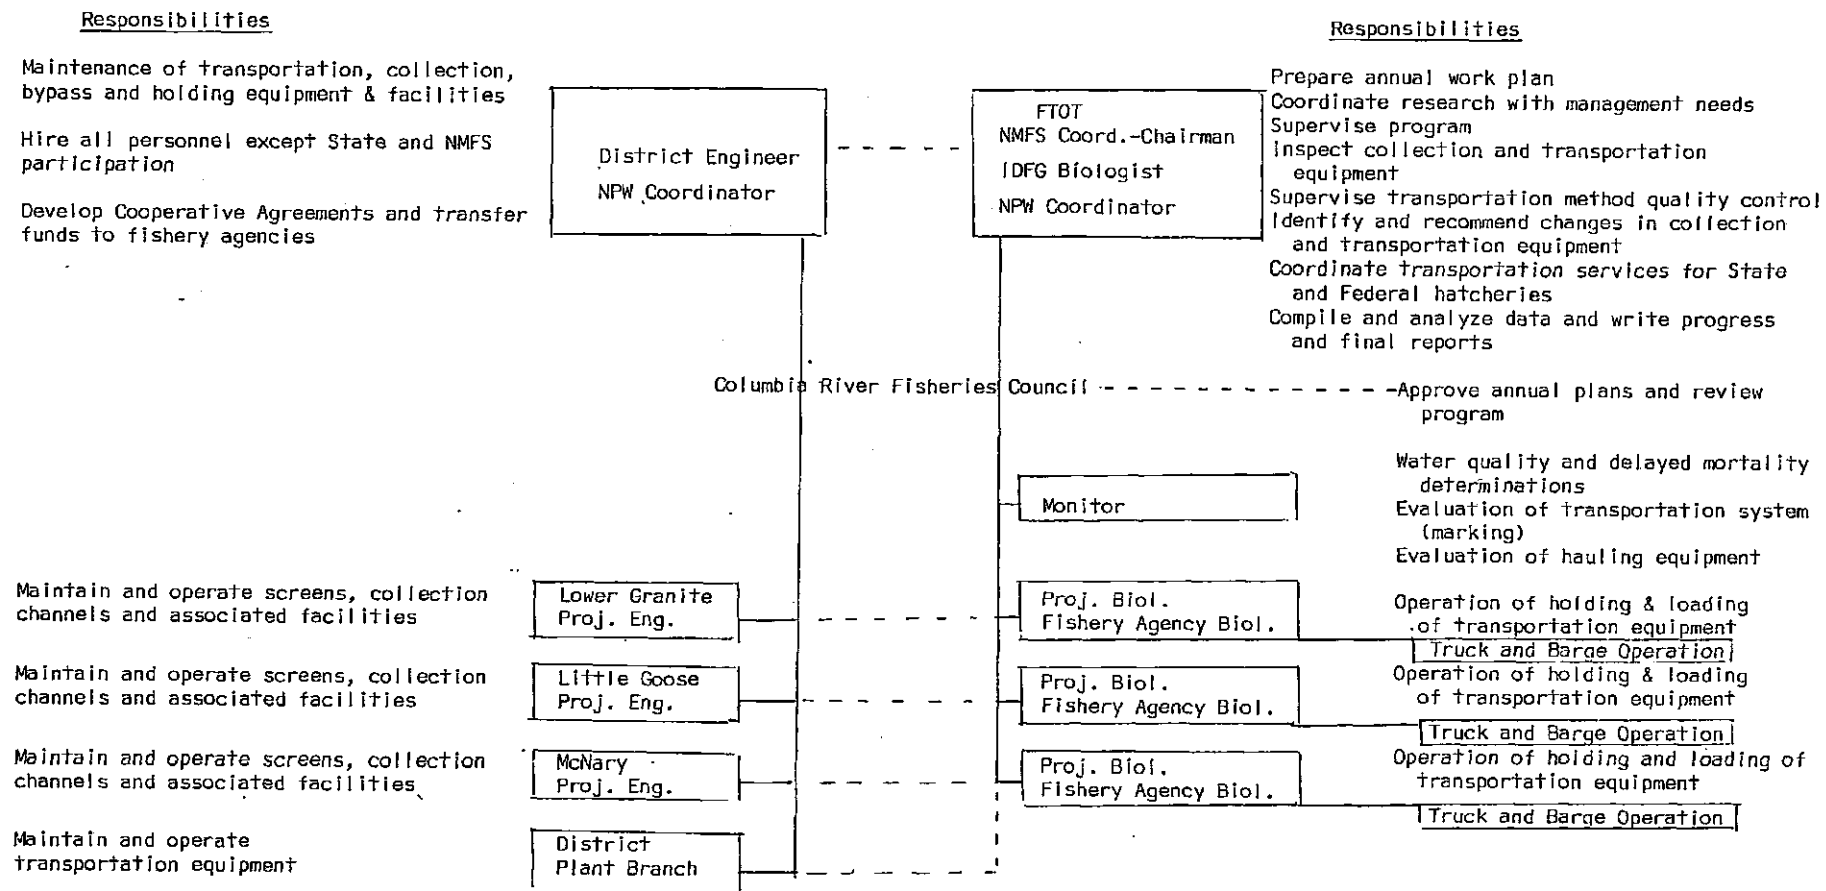 Responsibilities
Maintenance of transportation, collection,
bypass and holding equipment & facilities
Hire all personnel except State and NMFS
participation
Develop Cooperative Agreements and transfer
funds to fishery agencies
District Engineer
NPW Coordinator
FTOT
NMFS Coord.-Chairman
IDFG Biologist
NPW Coordinator
Responsibilities
Prepare annual work plan
Coordinate research with management needs
Supervise program
Inspect collection and transportation
equipment
Supervise transportation method quality control
Identify and recommend changes in collection
and transportation equipment
Coordinate transportation services for State
and Federal hatcheries
Compile and analyze data and write progress
and final reports
Columbia River Fisheries Council
Approve annual plans and review
program
Monitor
Water quality and delayed mortality
determinations
Evaluation of transportation system
(marking)
Evaluation of hauling equipment
Maintain and operate screens, collection
channels and associated facilities
Lower Granite
Proj. Eng.
Proj. Biol.
Fishery Agency Biol.
Operation of holding & loading
of transportation equipment
Truck and Barge Operation
Maintain and operate screens, collection
channels and associated facilities
Little Goose
Proj. Eng.
Proj. Biol.
Fishery Agency Biol.
Operation of holding & loading
of transportation equipment
Truck and Barge Operation
Maintain and operate screens, collection
channels and associated facilities
McNary
Proj. Eng.
Proj. Biol.
Fishery Agency Biol.
Operation of holding and loading of
transportation equipment
Truck and Barge Operation
Maintain and operate
transportation equipment
District
Plant Branch